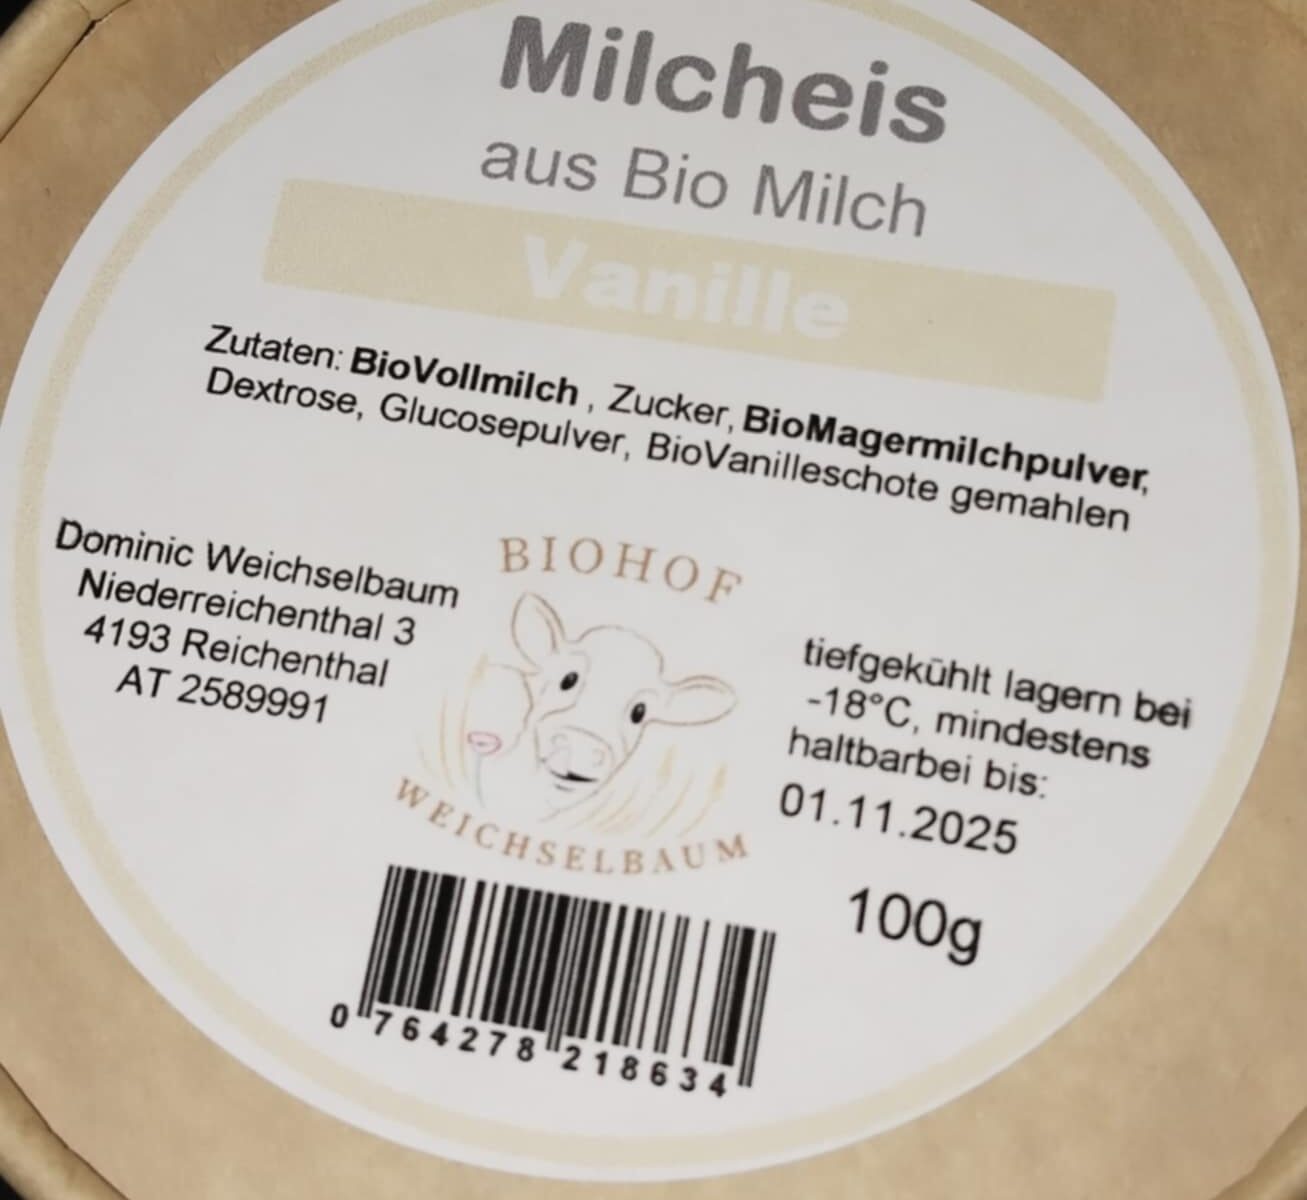 Milcheis
aus Bio Milch
Vanille
Zutaten: BioVollmilch , Zucker, BioMagermilchpulver,
Dextrose, Glucosepulver, BioVanilleschote gemahlen
Dominic Weichselbaum
Niederreichenthal 3
4193 Reichenthal
AT 2589991
BIOHOF
WEICHSELBAUM
tiefgekühlt lagern bei
-18°C, mindestens
haltbarbei bis:
01.11.2025
100g
0 764278 218634